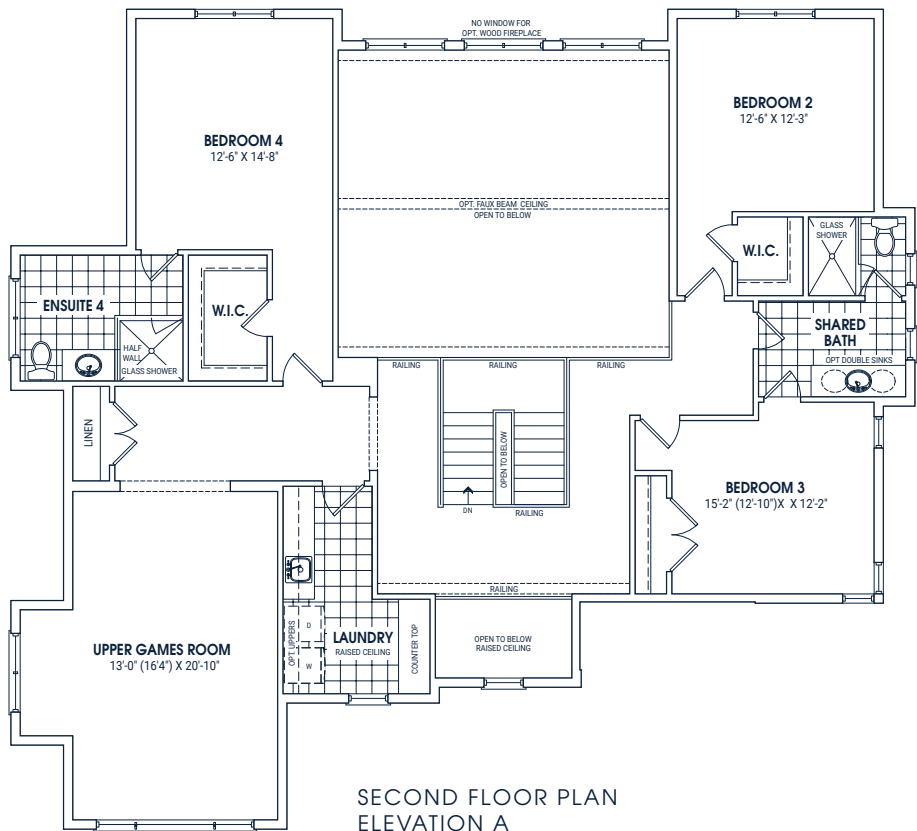 NO WINDOW FOR
OPT. WOOD FIREPLACE
BEDROOM 4
12'-6" X 14'-8"
BEDROOM 2
12'-6" X 12'-3"
OPT. FAUX BEAM CEILING
OPEN TO BELOW
GLASS
SHOWER
W.I.C.
ENSUITE 4
W.I.C.
HALF
WALL
GLASS SHOWER
SHARED
BATH
OPT DOUBLE SINKS
RAILING
RAILING
RAILING
LINEN
OPEN TO BELOW
DN
RAILING
BEDROOM 3
15'-2" (12'-10")X X 12'-2"
RAILING
UPPER GAMES ROOM
13'-0" (16'4") X 20'-10"
OPT. UPPERS
D
W
LAUNDRY
RAISED CEILING
COUNTER TOP
OPEN TO BELOW
RAISED CEILING
SECOND FLOOR PLAN
ELEVATION A